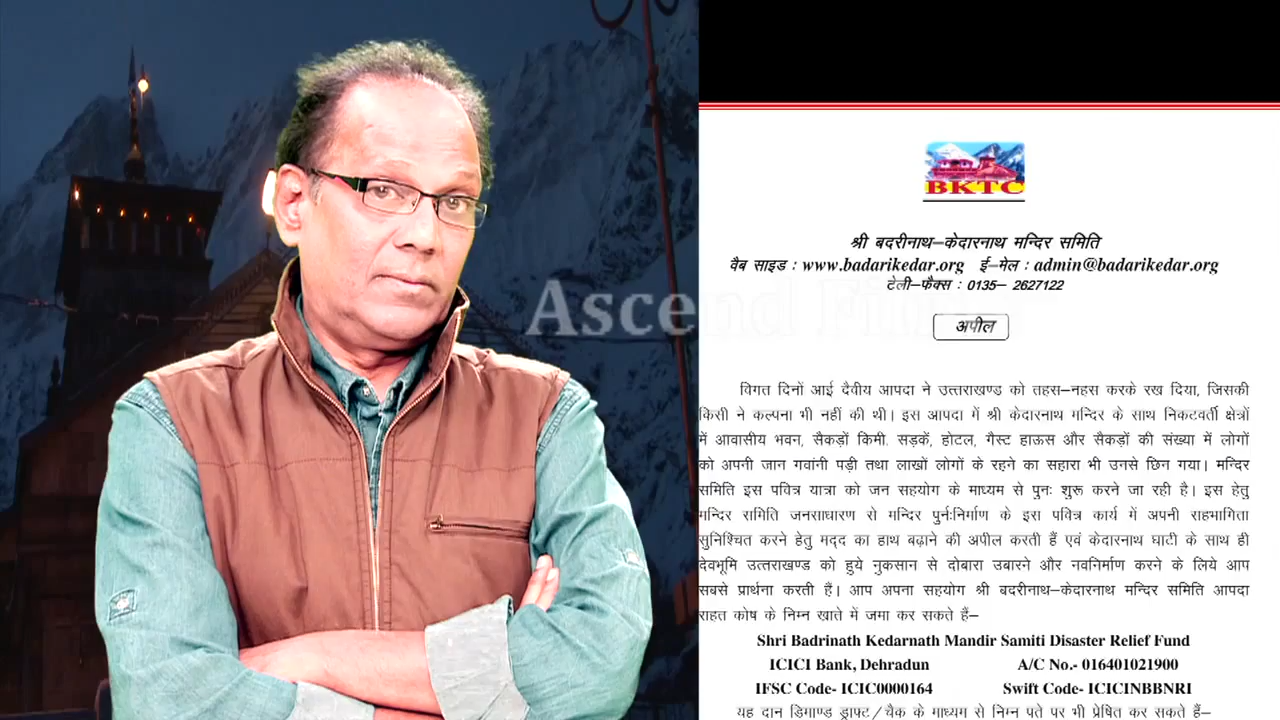 BKTC
श्री बदरीनाथ–केदारनाथ मन्दिर समिति
वैब साइड : www.badarikedar.org ई–मेल : admin@badarikedar.org
टेली–फैक्स : 0135– 2627122
Ascend Fi
अपील
विगत दिनों आई दैवीय आपदा ने उत्तराखण्ड को तहस–नहस करके रख दिया, जिसकी
किसी ने कल्पना भी नहीं की थी। इस आपदा में श्री केदारनाथ मन्दिर के साथ निकटवर्ती क्षेत्रों
में आवासीय भवन, सैकड़ों किमी. सड़कें, होटल, गैस्ट हाऊस और सैकड़ों की संख्या में लोगों
को अपनी जान गवांनी पड़ी तथा लाखों लोगों के रहने का सहारा भी उनसे छिन गया। मन्दिर
समिति इस पवित्र यात्रा को जन सहयोग के माध्यम से पुनः शुरू करने जा रही है। इस हेतु
मन्दिर समिति जनसाधारण से मन्दिर पुर्नःनिर्माण के इस पवित्र कार्य में अपनी राहभागिता
सुनिश्चित करने हेतु मद्द का हाथ बढ़ाने की अपील करती हैं एवं केदारनाथ घाटी के साथ ही
देवभूमि उत्तराखण्ड को हुये नुकसान से दोबारा उबारने और नवनिर्माण करने के लिये आप
सबसे प्रार्थना करती हैं। आप अपना सहयोग श्री बदरीनाथ–केदारनाथ मन्दिर समिति आपदा
राहत कोष के निम्न खाते में जमा कर सकते हैं–
Shri Badrinath Kedarnath Mandir Samiti Disaster Relief Fund
ICICI Bank, Dehradun A/C No.- 016401021900
IFSC Code- ICIC0000164 Swift Code- ICICINBBNRI
यह दान डिमाण्ड ड्राफ्ट/चैक के माध्यम से निम्न पते पर भी प्रेषित कर सकते हैं–